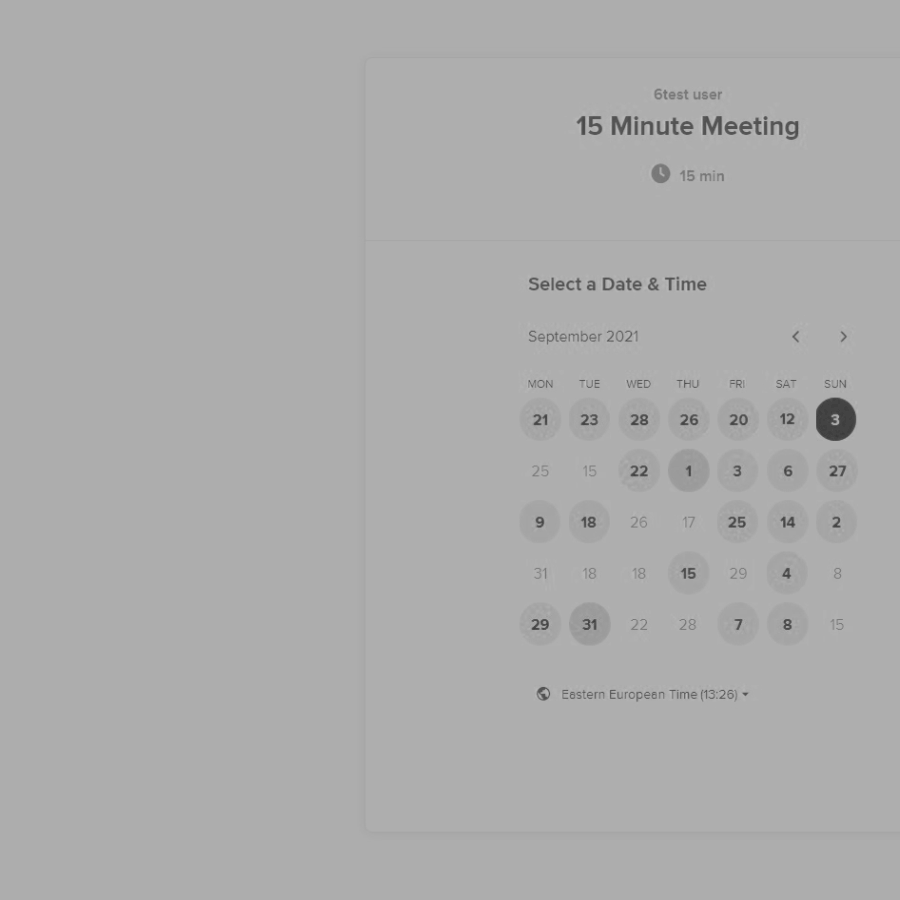 6test user
15 Minute Meeting
15 min
Select a Date & Time
September 2021
MON TUE WED THU FRI SAT SUN
21 23 28 26 20 12 3
25 15 22 1 3 6 27
9 18 26 17 25 14 2
31 18 18 15 29 4 8
29 31 22 28 7 8 15
Eastern European Time (13:26)